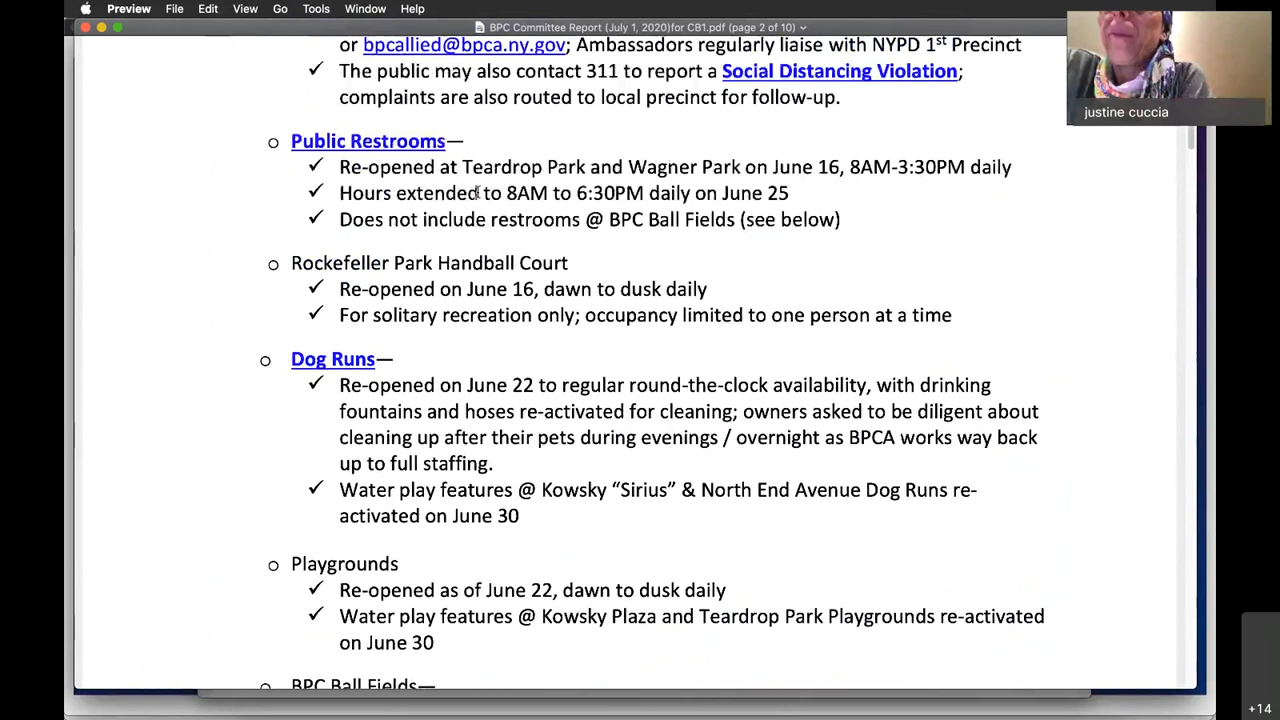 Preview File Edit View Go Tools Window Help
BPC Committee Report (July 1, 2020)for CB1.pdf (page 2 of 10)
or bpcallied@bpca.ny.gov; Ambassadors regularly liaise with NYPD 1st Precinct
✓ The public may also contact 311 to report a Social Distancing Violation;
complaints are also routed to local precinct for follow-up.
justine cuccia
o Public Restrooms—
✓ Re-opened at Teardrop Park and Wagner Park on June 16, 8AM-3:30PM daily
✓ Hours extended to 8AM to 6:30PM daily on June 25
✓ Does not include restrooms @ BPC Ball Fields (see below)
o Rockefeller Park Handball Court
✓ Re-opened on June 16, dawn to dusk daily
✓ For solitary recreation only; occupancy limited to one person at a time
o Dog Runs—
✓ Re-opened on June 22 to regular round-the-clock availability, with drinking
fountains and hoses re-activated for cleaning; owners asked to be diligent about
cleaning up after their pets during evenings / overnight as BPCA works way back
up to full staffing.
✓ Water play features @ Kowsky “Sirius” & North End Avenue Dog Runs re-
activated on June 30
o Playgrounds
✓ Re-opened as of June 22, dawn to dusk daily
✓ Water play features @ Kowsky Plaza and Teardrop Park Playgrounds re-activated
on June 30
o BPC Ball Fields—
+14